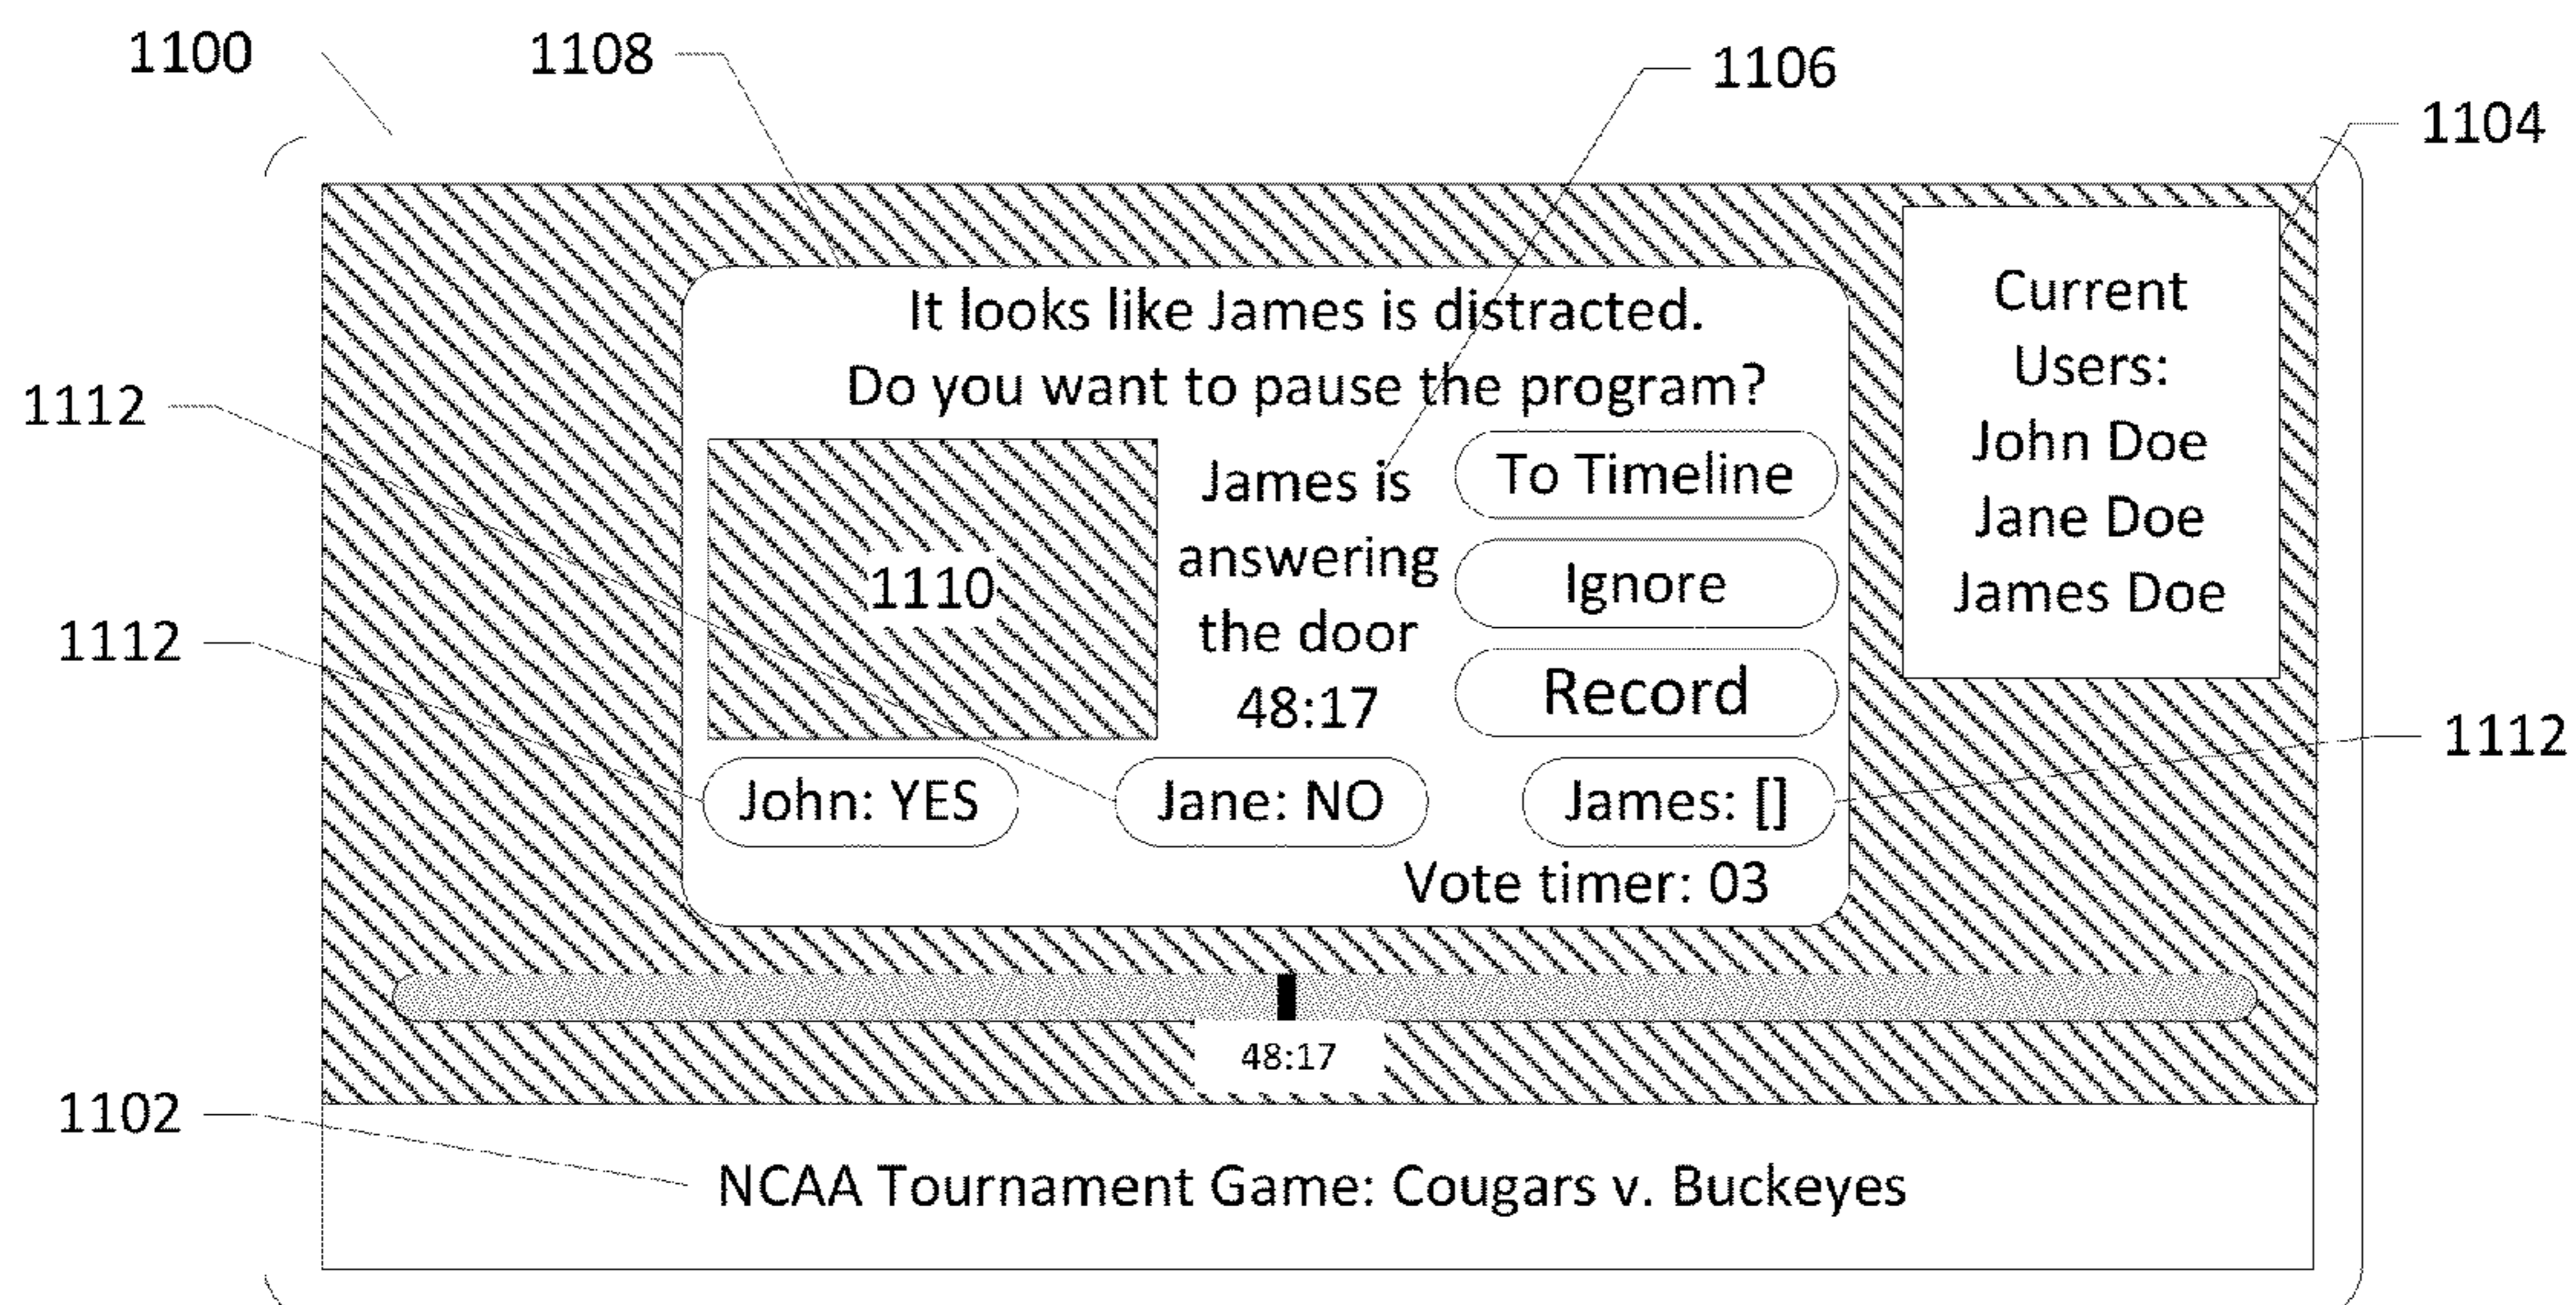 1100
1108
1106
1104
It looks like James is distracted.
Do you want to pause the program?
Current
Users:
John Doe
Jane Doe
James Doe
1112
1112
1110
James is
answering
the door
48:17
To Timeline
Ignore
Record
1112
John: YES
Jane: NO
James: []
Vote timer: 03
48:17
1102
NCAA Tournament Game: Cougars v. Buckeyes